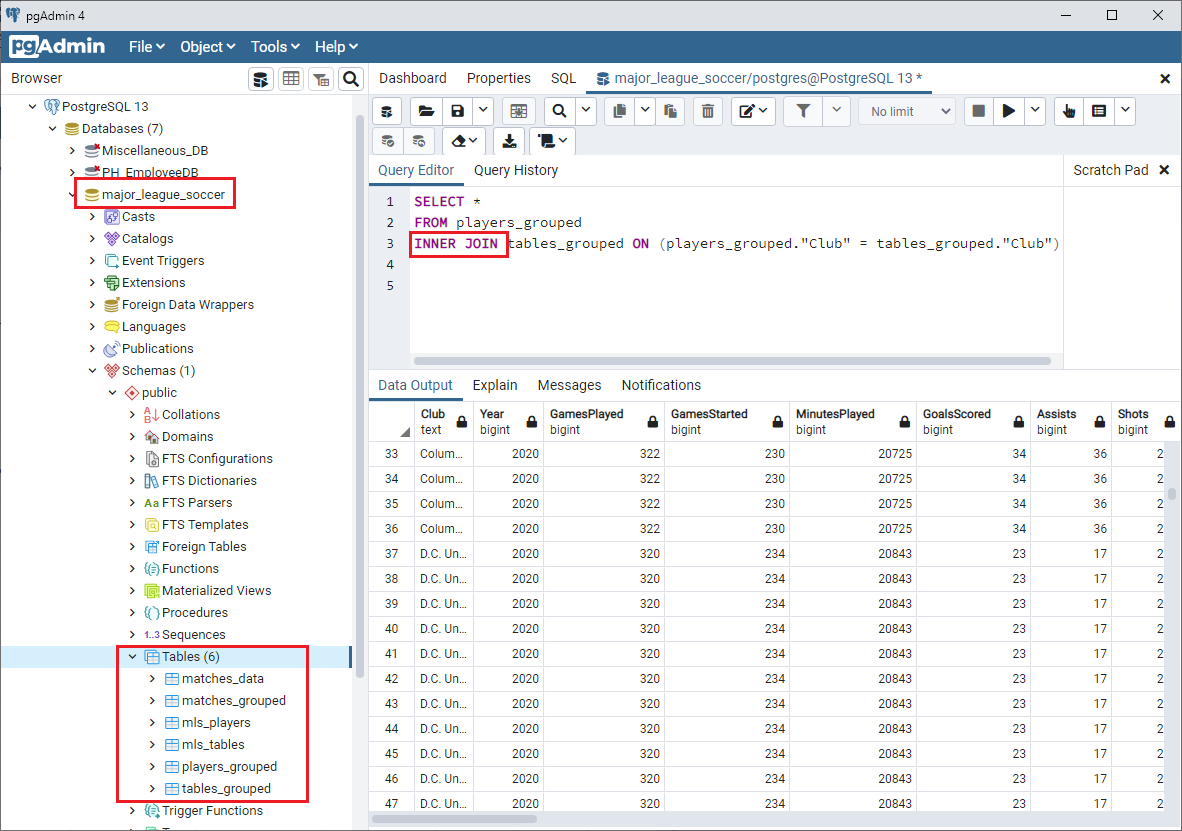 pgAdmin 4
pgAdmin File Object Tools Help
Browser
Dashboard Properties SQL major_league_soccer/postgres@PostgreSQL 13 *
No limit
PostgreSQL 13
Databases (7)
Miscellaneous_DB
PH_EmployeeDB
major_league_soccer
Casts
Catalogs
Event Triggers
Extensions
Foreign Data Wrappers
Languages
Publications
Schemas (1)
public
Collations
Domains
FTS Configurations
FTS Dictionaries
FTS Parsers
FTS Templates
Foreign Tables
Functions
Materialized Views
Procedures
1..3 Sequences
Tables (6)
matches_data
matches_grouped
mls_players
mls_tables
players_grouped
tables_grouped
Trigger Functions
Query Editor Query History
Scratch Pad
1 SELECT *
2 FROM players_grouped
3 INNER JOIN tables_grouped ON (players_grouped."Club" = tables_grouped."Club")
4
5
Data Output Explain Messages Notifications
Club Year GamesPlayed GamesStarted MinutesPlayed GoalsScored Assists Shots
text bigint bigint bigint bigint bigint bigint bigint
33 Colum... 2020 322 230 20725 34 36 2
34 Colum... 2020 322 230 20725 34 36 2
35 Colum... 2020 322 230 20725 34 36 2
36 Colum... 2020 322 230 20725 34 36 2
37 D.C. Un... 2020 320 234 20843 23 17 2
38 D.C. Un... 2020 320 234 20843 23 17 2
39 D.C. Un... 2020 320 234 20843 23 17 2
40 D.C. Un... 2020 320 234 20843 23 17 2
41 D.C. Un... 2020 320 234 20843 23 17 2
42 D.C. Un... 2020 320 234 20843 23 17 2
43 D.C. Un... 2020 320 234 20843 23 17 2
44 D.C. Un... 2020 320 234 20843 23 17 2
45 D.C. Un... 2020 320 234 20843 23 17 2
46 D.C. Un... 2020 320 234 20843 23 17 2
47 D.C. Un... 2020 320 234 20843 23 17 2